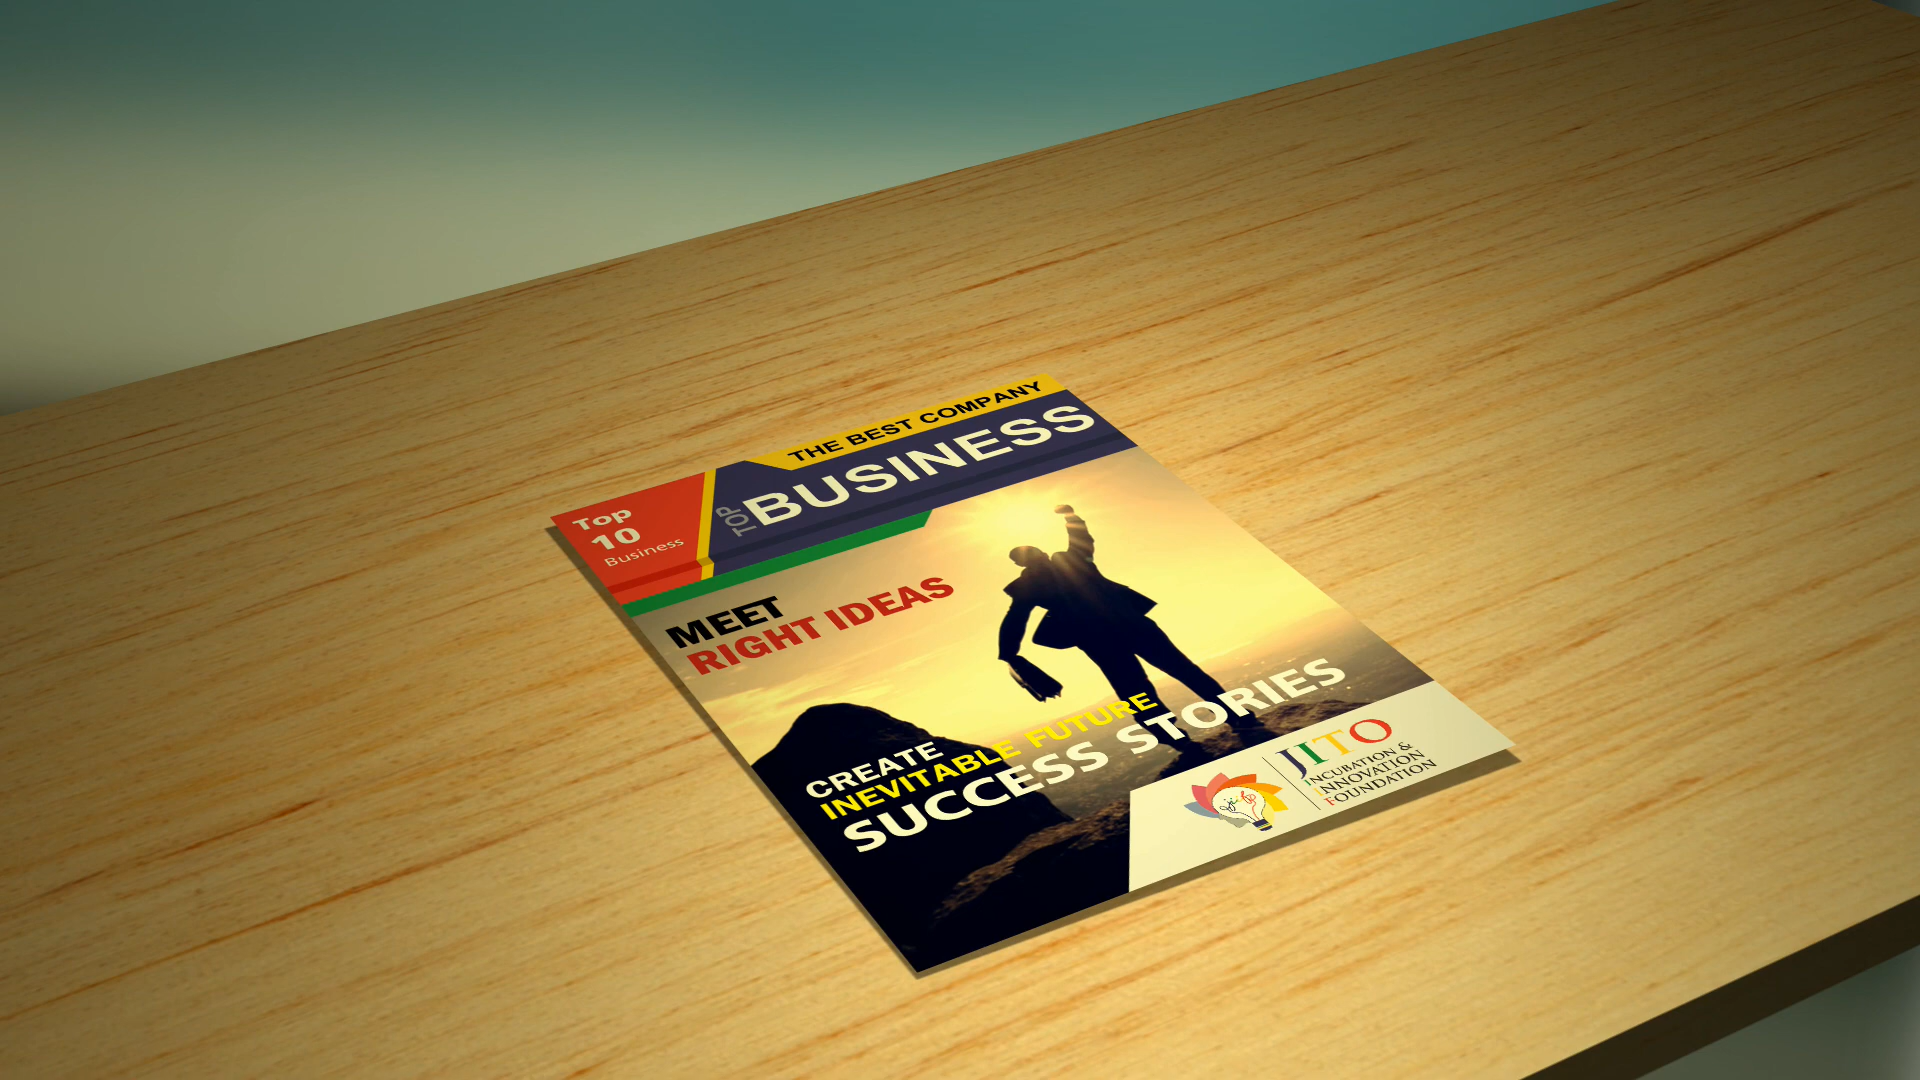 THE BEST COMPANY
TOP
BUSINESS
Top
10
Business
MEET
RIGHT IDEAS
CREATE
INEVITABLE FUTURE
SUCCESS STORIES
JITO
INCUBATION &
INNOVATION
FOUNDATION